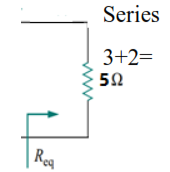 Series
3+2=
5Ω
Req